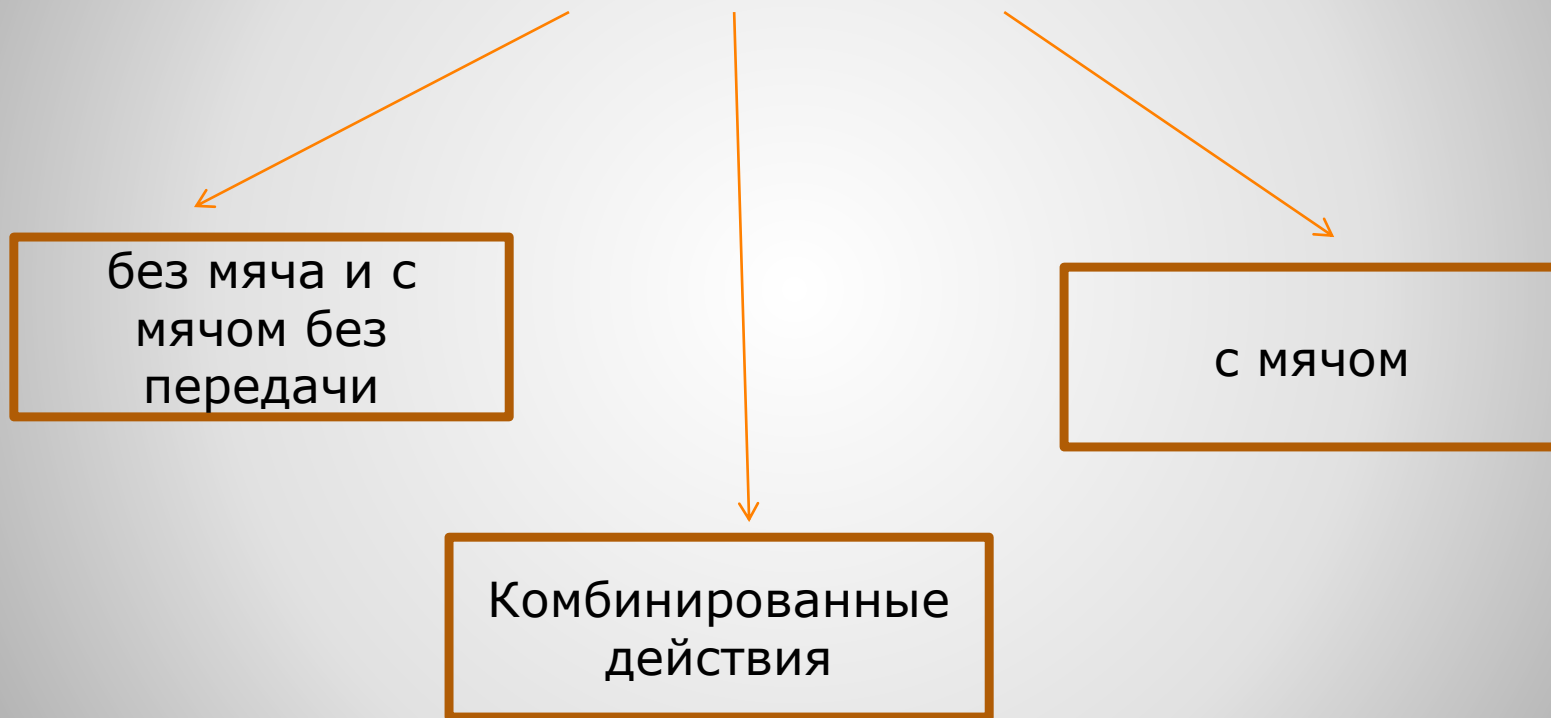 без мяча и с
мячом без
передачи
с мячом
Комбинированные
действия